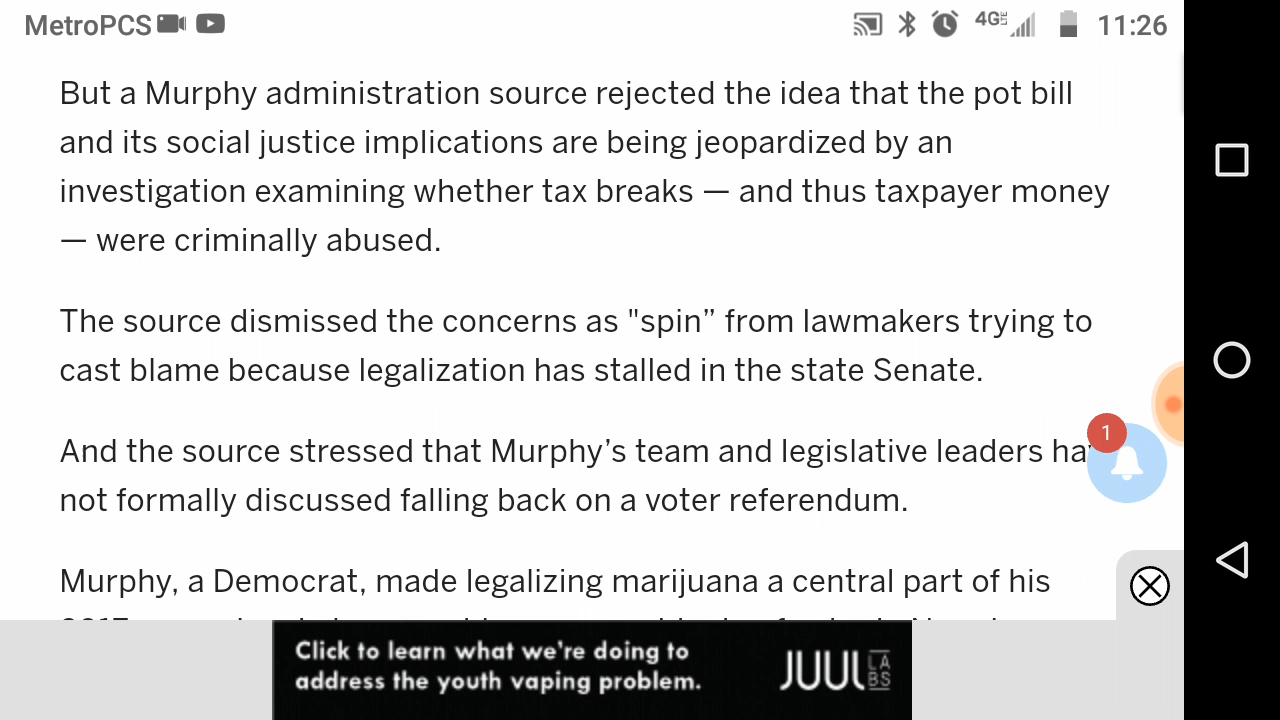 MetroPCS 4G LTE 11:26
But a Murphy administration source rejected the idea that the pot bill
and its social justice implications are being jeopardized by an
investigation examining whether tax breaks — and thus taxpayer money
— were criminally abused.
The source dismissed the concerns as "spin” from lawmakers trying to
cast blame because legalization has stalled in the state Senate.
And the source stressed that Murphy’s team and legislative leaders ha
1
not formally discussed falling back on a voter referendum.
Murphy, a Democrat, made legalizing marijuana a central part of his
Click to learn what we're doing to
address the youth vaping problem.
JUUL LABS